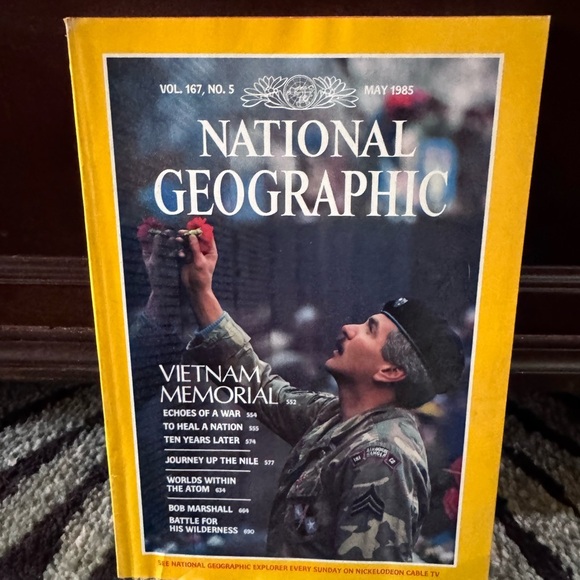 VOL. 167, NO. 5 MAY 1985
NATIONAL
GEOGRAPHIC
VIETNAM
MEMORIAL 552
ECHOES OF A WAR 554
TO HEAL A NATION 555
TEN YEARS LATER 574
JOURNEY UP THE NILE 577
WORLDS WITHIN
THE ATOM 634
BOB MARSHALL 664
BATTLE FOR
HIS WILDERNESS 690
SEE NATIONAL GEOGRAPHIC EXPLORER EVERY SUNDAY ON NICKELODEON CABLE TV